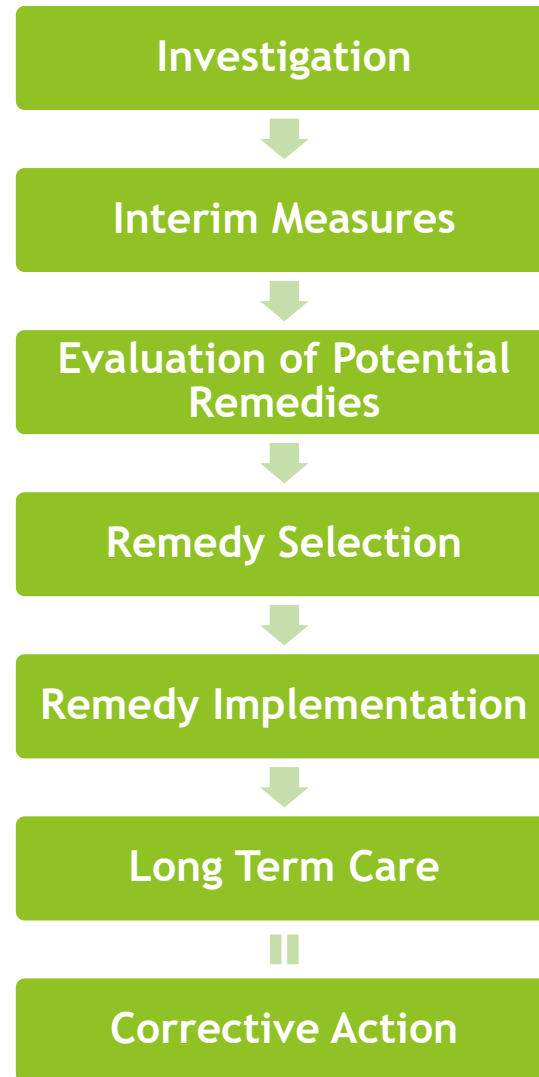 Investigation
Interim Measures
Evaluation of Potential
Remedies
Remedy Selection
Remedy Implementation
Long Term Care
Corrective Action